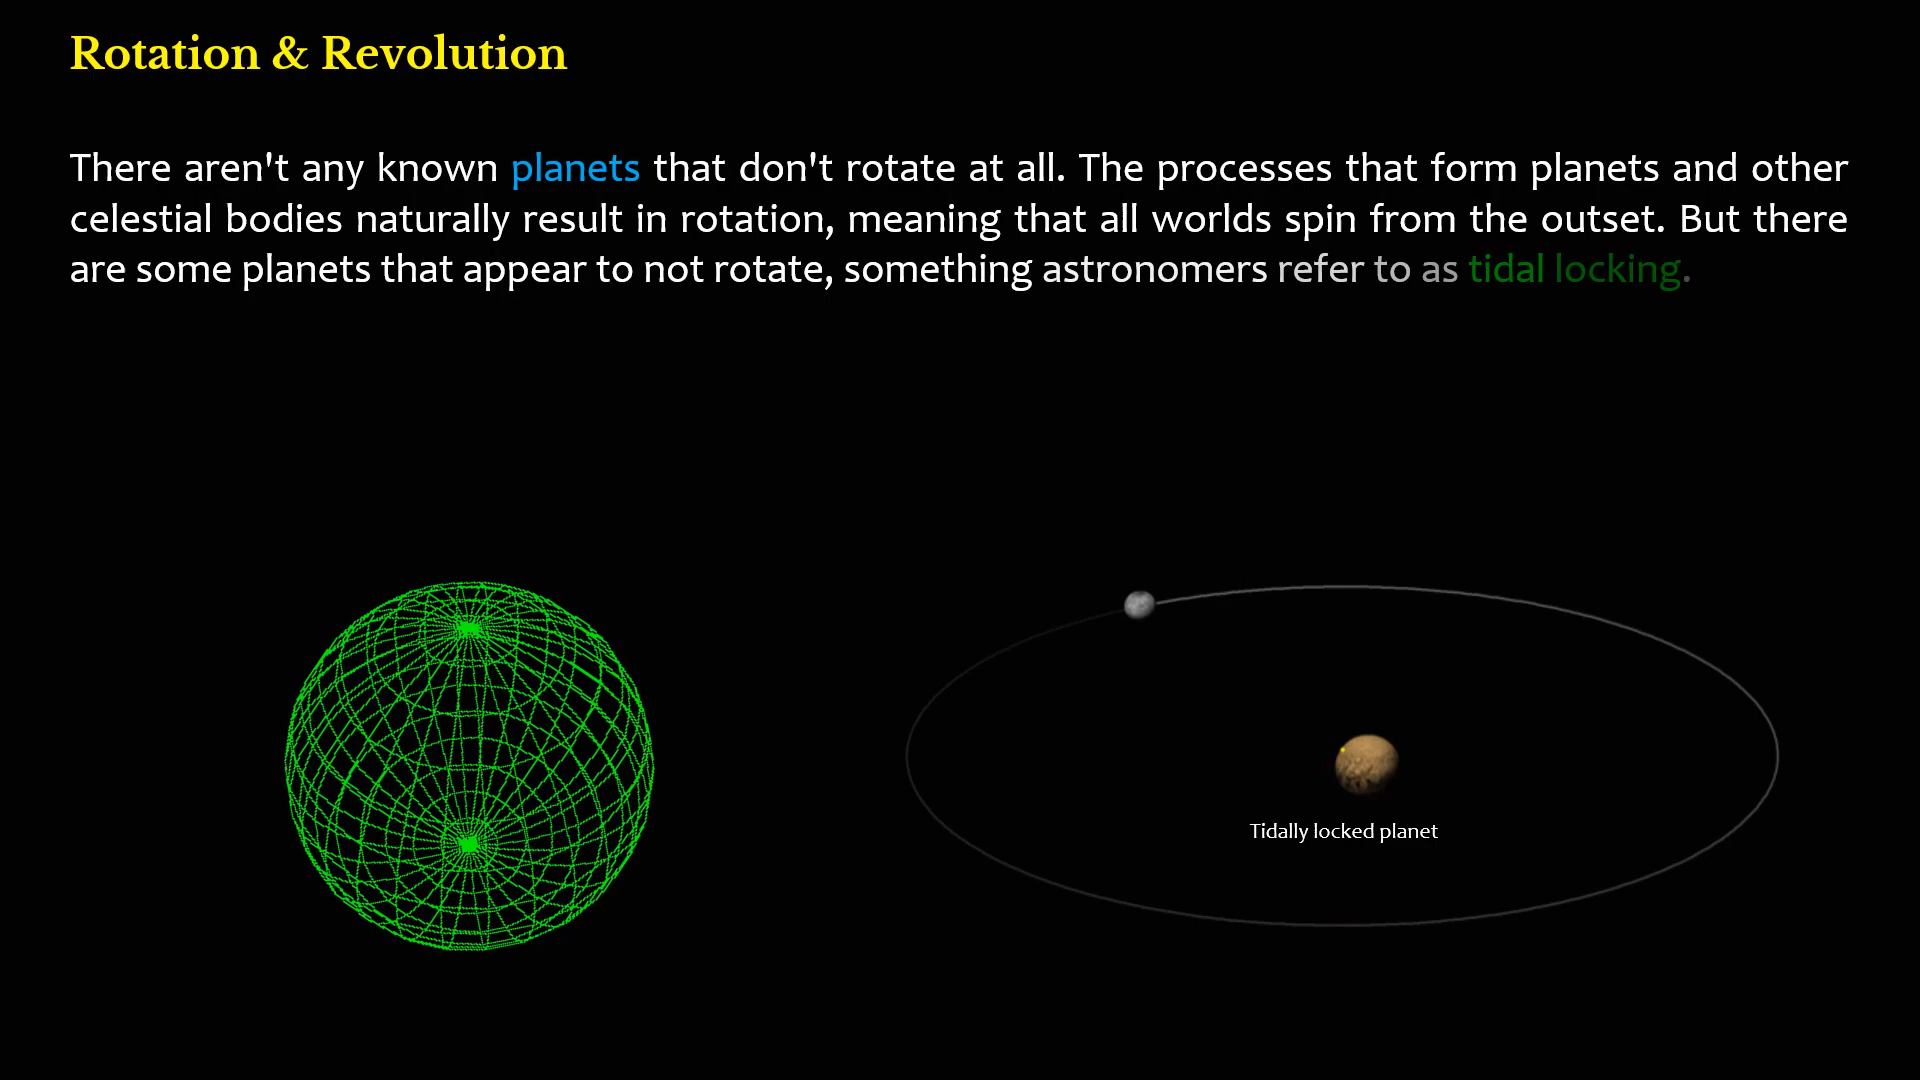 Rotation & Revolution
There aren't any known planets that don't rotate at all. The processes that form planets and other
celestial bodies naturally result in rotation, meaning that all worlds spin from the outset. But there
are some planets that appear to not rotate, something astronomers refer to as tidal locking.
Tidally locked planet